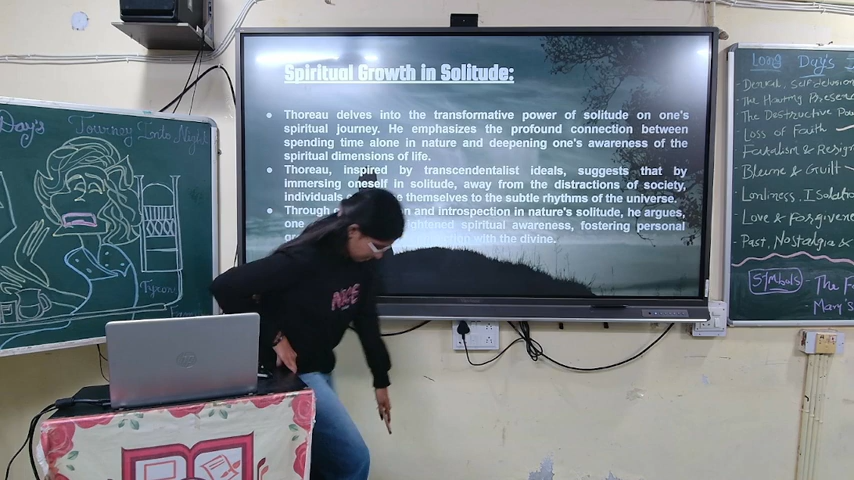 Day's
Journey Into Night
Tyrone
Spiritual Growth in Solitude:
● Thoreau delves into the transformative power of solitude on one's
spiritual journey. He emphasizes the profound connection between
spending time alone in nature and deepening one's awareness of the
spiritual dimensions of life.
● Thoreau, inspired by transcendentalist ideals, suggests that by
immersing oneself in solitude, away from the distractions of society,
individuals themselves to the subtle rhythms of the universe.
● Through and introspection in nature's solitude, he argues,
one spiritual awareness, fostering personal
with the divine.
NICE
hp
Long Day's
- Denial, Self delusion
- The Haunting Presence
- The Destructive
- Loss of Faith
- Fatalism & Resign
- Blame & Guilt
- Lonliness, Isolation
- Love & Forgivene
- Past, Nostalgia &
Symbols - The F
- Mary's